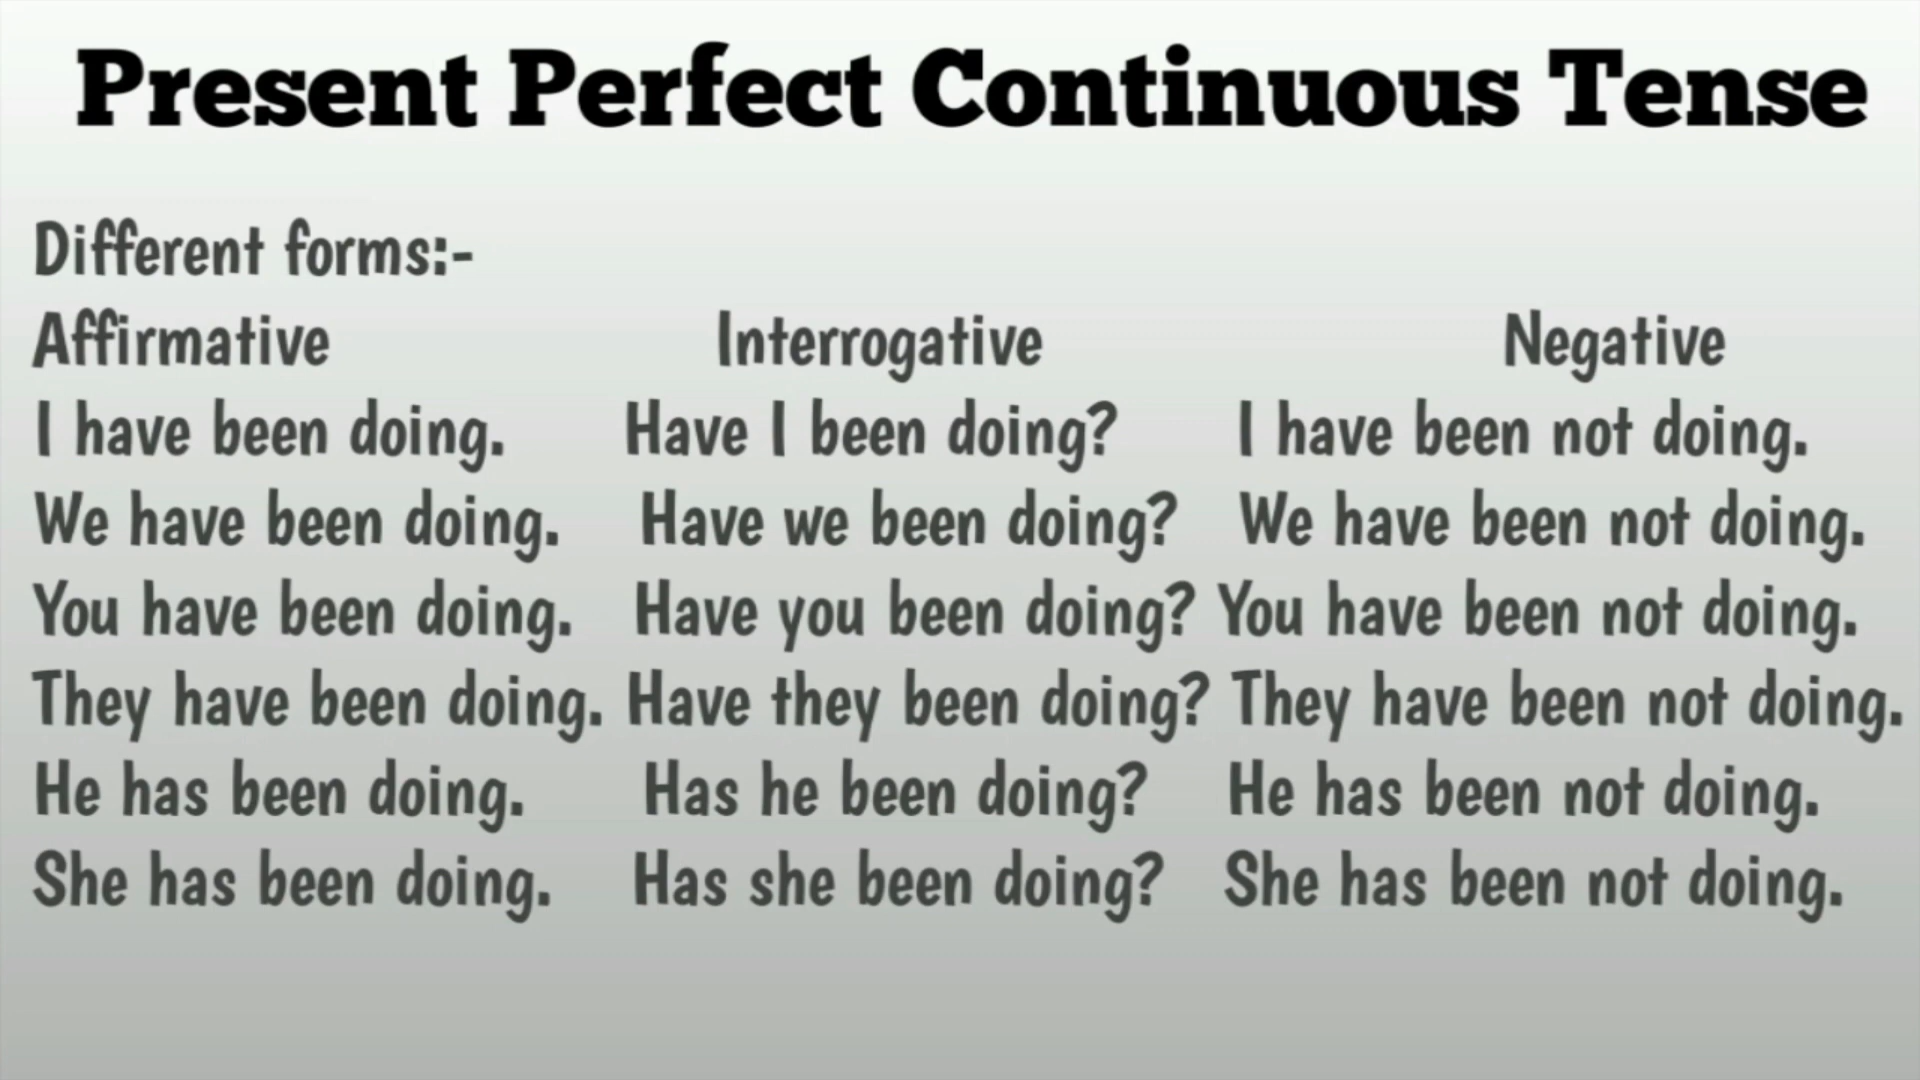 Present Perfect Continuous Tense
Different forms:-
Affirmative Interrogative Negative
I have been doing. Have I been doing? I have been not doing.
We have been doing. Have we been doing? We have been not doing.
You have been doing. Have you been doing? You have been not doing.
They have been doing. Have they been doing? They have been not doing.
He has been doing. Has he been doing? He has been not doing.
She has been doing. Has she been doing? She has been not doing.